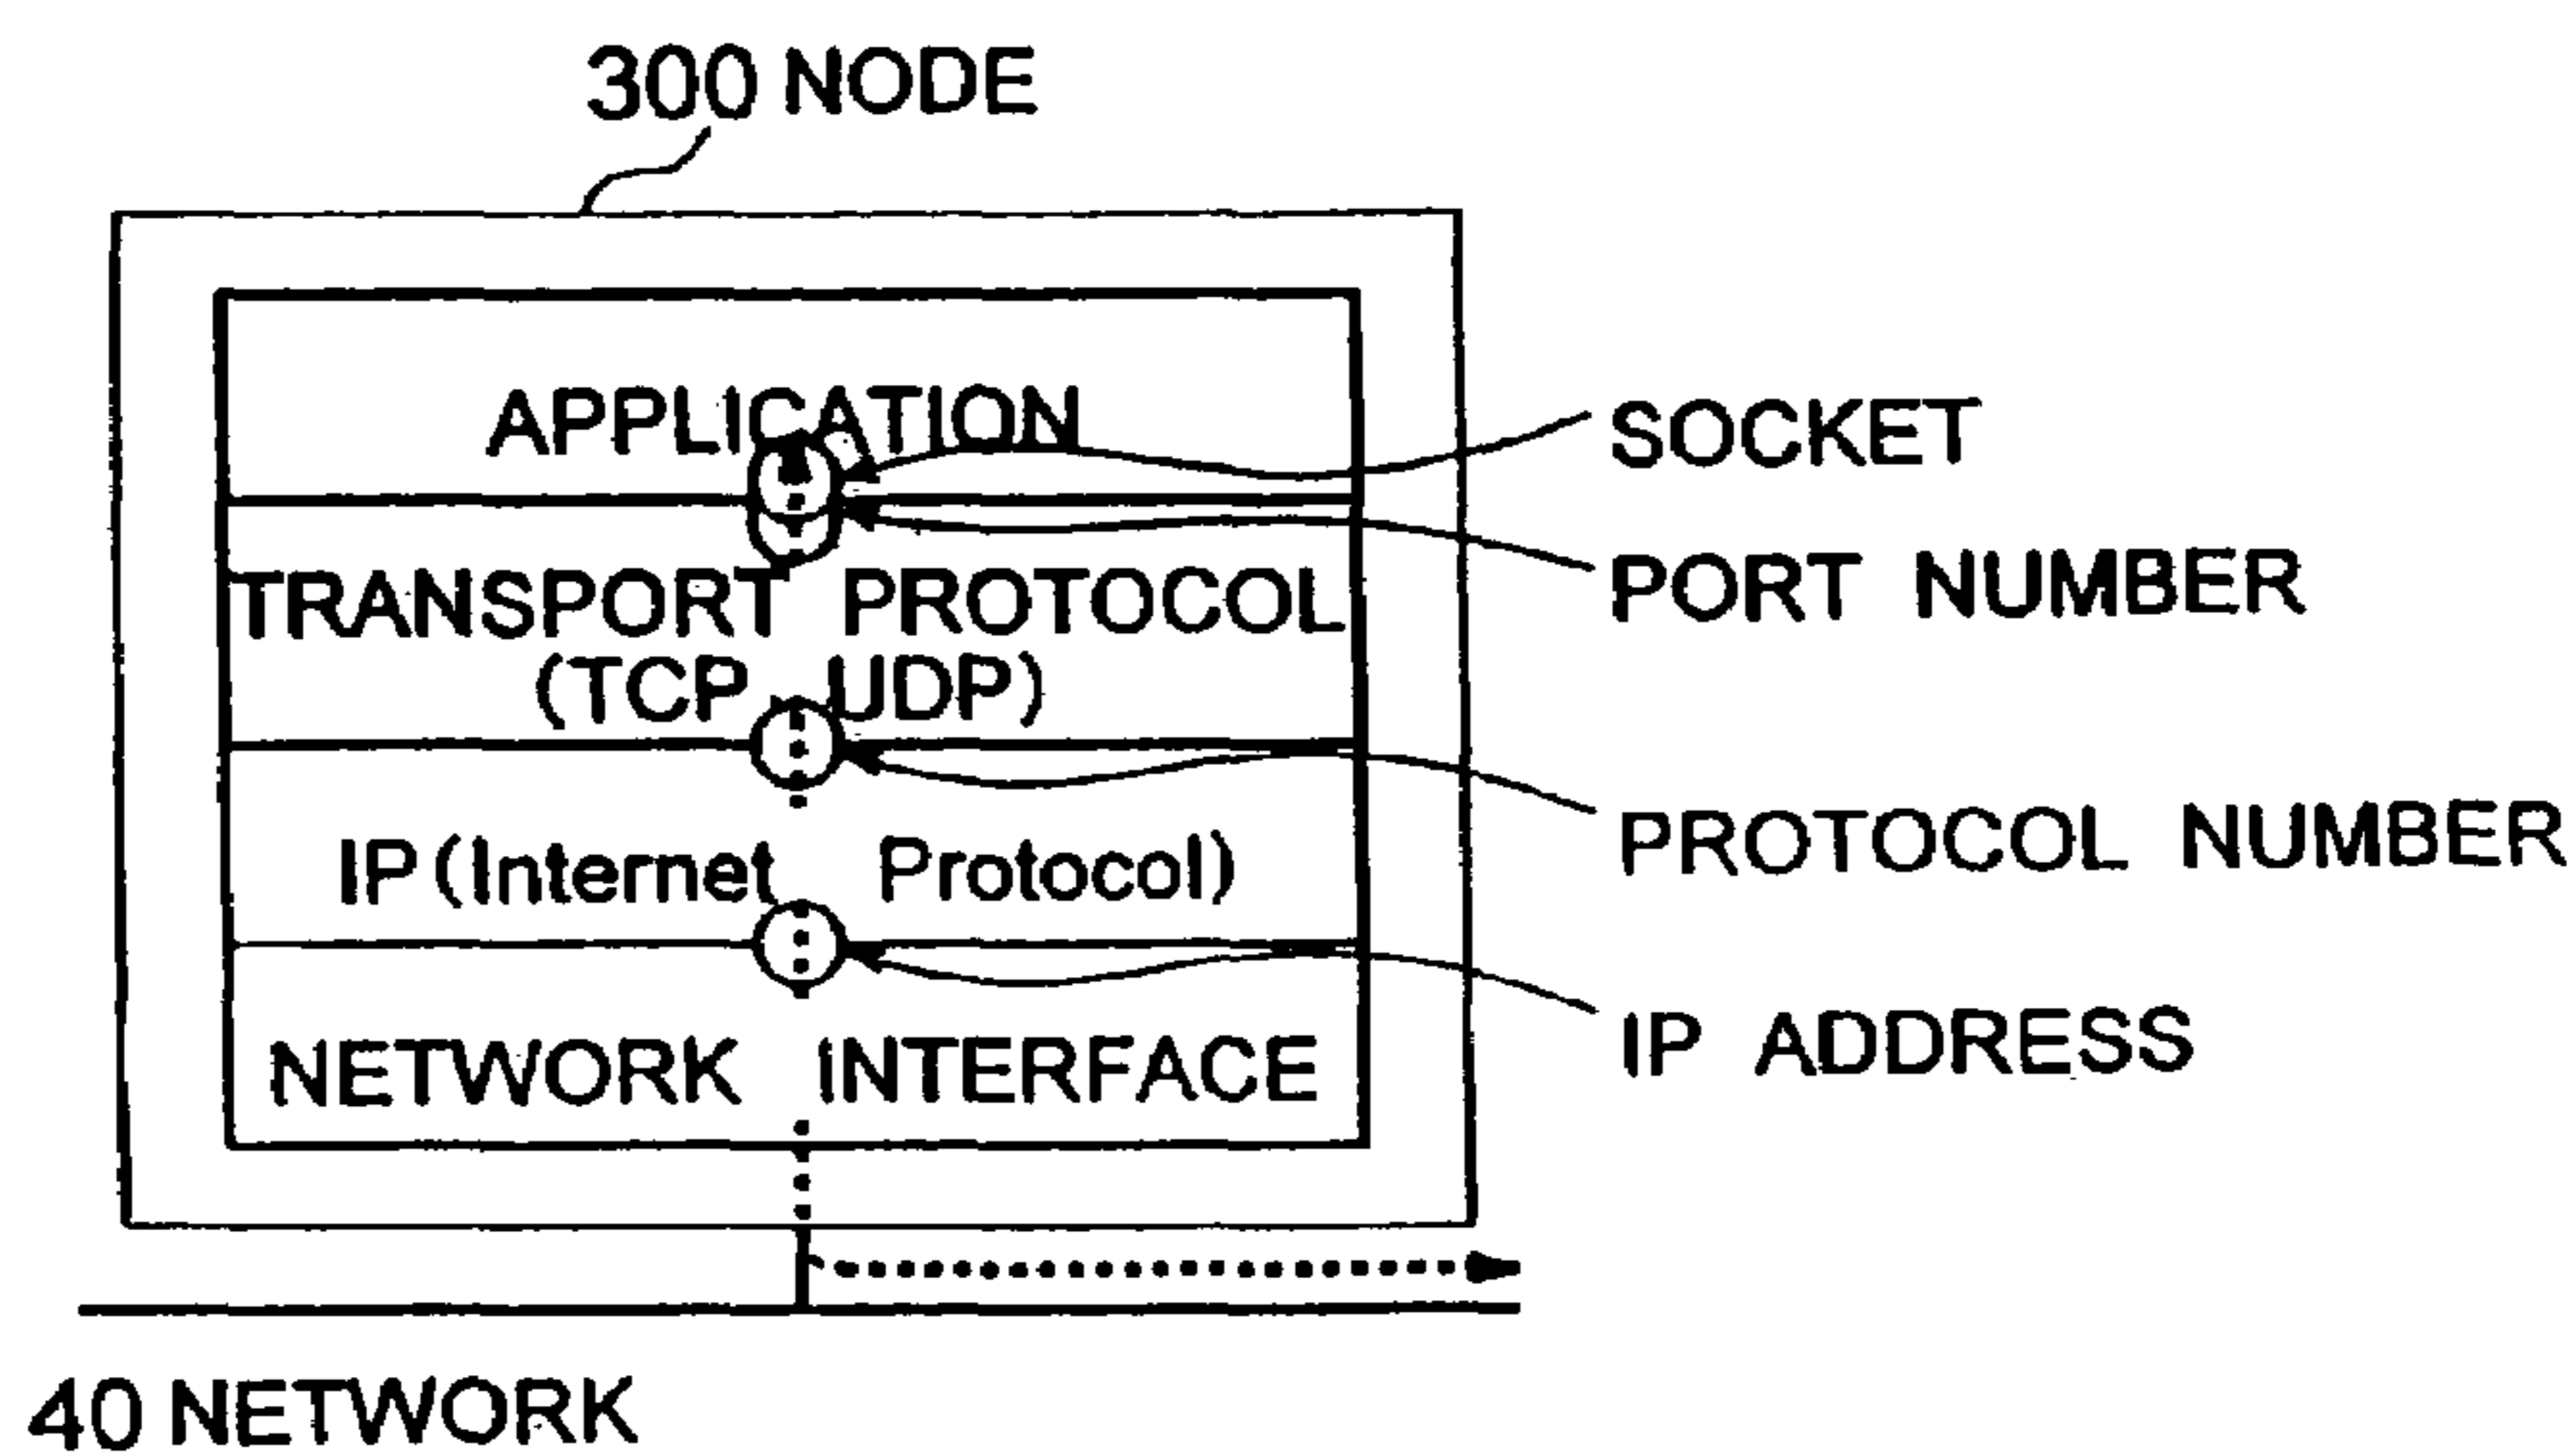 300 NODE
APPLICATION
SOCKET
PORT NUMBER
TRANSPORT PROTOCOL
(TCP, UDP)
PROTOCOL NUMBER
IP (Internet Protocol)
IP ADDRESS
NETWORK INTERFACE
40 NETWORK